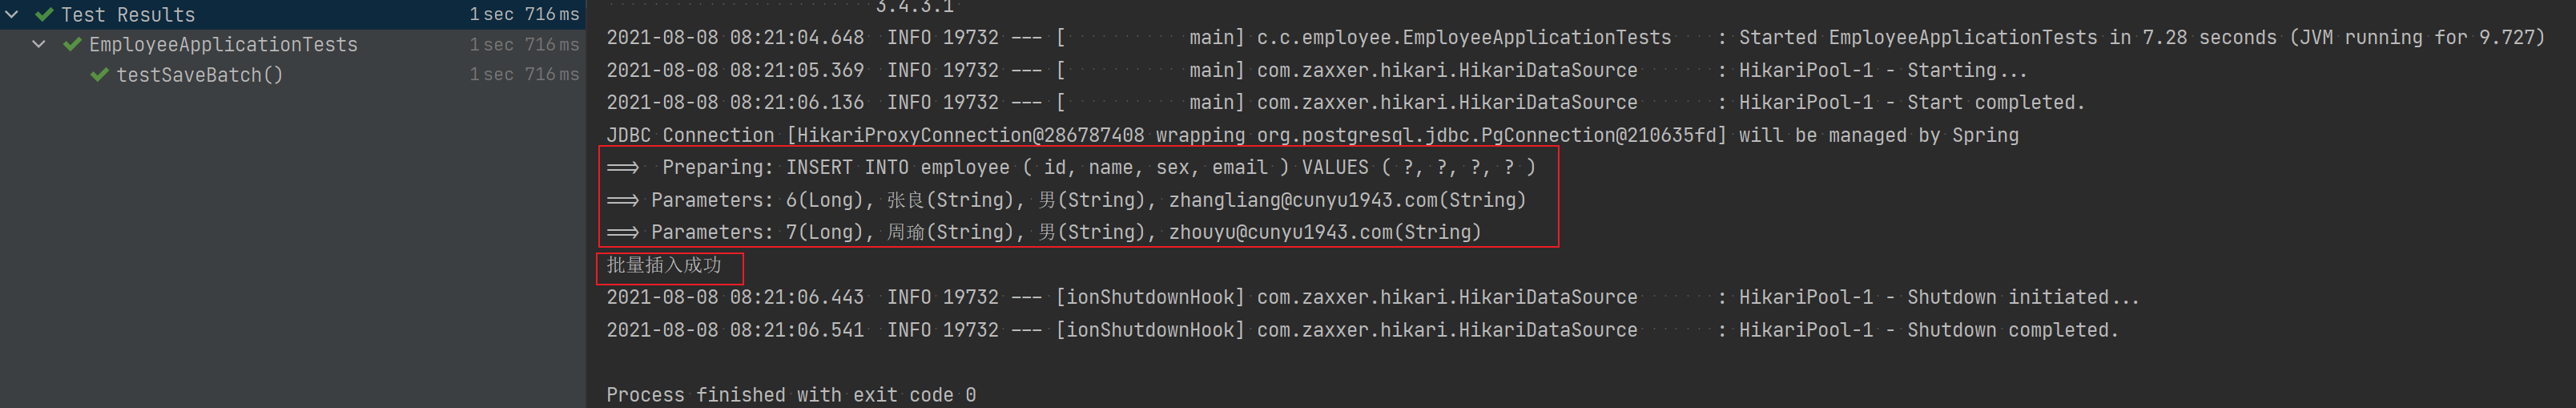 Test Results 1 sec 716 ms
EmployeeApplicationTests 1 sec 716 ms
testSaveBatch() 1 sec 716 ms
3.4.3.1
2021-08-08 08:21:04.648 INFO 19732 --- [ main] c.c.employee.EmployeeApplicationTests : Started EmployeeApplicationTests in 7.28 seconds (JVM running for 9.727)
2021-08-08 08:21:05.369 INFO 19732 --- [ main] com.zaxxer.hikari.HikariDataSource : HikariPool-1 - Starting...
2021-08-08 08:21:06.136 INFO 19732 --- [ main] com.zaxxer.hikari.HikariDataSource : HikariPool-1 - Start completed.
JDBC Connection [HikariProxyConnection@286787408 wrapping org.postgresql.jdbc.PgConnection@210635fd] will be managed by Spring
==> Preparing: INSERT INTO employee ( id, name, sex, email ) VALUES ( ?, ?, ?, ? )
==> Parameters: 6(Long), 张良(String), 男(String), zhangliang@cunyu1943.com(String)
==> Parameters: 7(Long), 周瑜(String), 男(String), zhouyu@cunyu1943.com(String)
批量插入成功
2021-08-08 08:21:06.443 INFO 19732 --- [ionShutdownHook] com.zaxxer.hikari.HikariDataSource : HikariPool-1 - Shutdown initiated...
2021-08-08 08:21:06.541 INFO 19732 --- [ionShutdownHook] com.zaxxer.hikari.HikariDataSource : HikariPool-1 - Shutdown completed.
Process finished with exit code 0